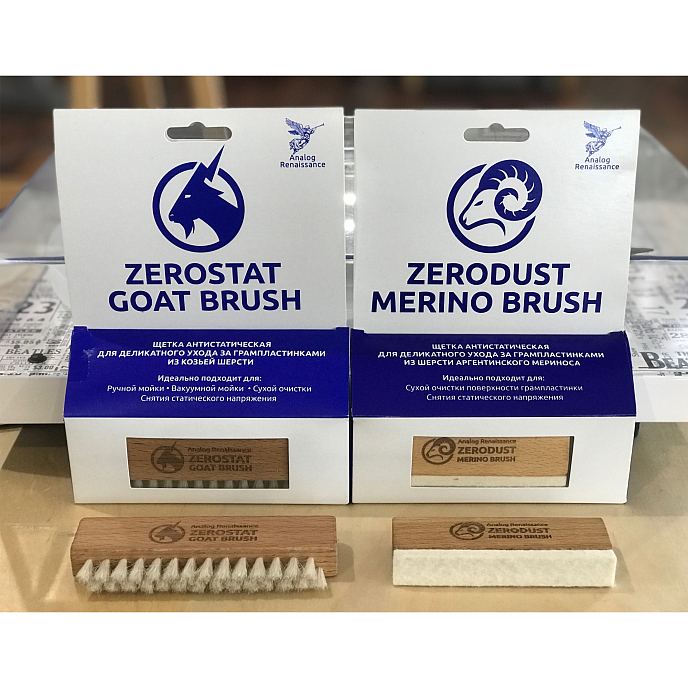 Analog
Renaissance
ZEROSTAT
GOAT BRUSH
ЩЕТКА АНТИСТАТИЧЕСКАЯ
ДЛЯ ДЕЛИКАТНОГО УХОДА ЗА ГРАМПЛАСТИНКАМИ
ИЗ КОЗЬЕЙ ШЕРСТИ
Идеально подходит для:
Ручной мойки • Вакуумной мойки • Сухой очистки
Снятия статического напряжения
Analog Renaissance
ZEROSTAT
GOAT BRUSH
Analog Renaissance
ZEROSTAT
GOAT BRUSH
Analog
Renaissance
ZERODUST
MERINO BRUSH
ЩЕТКА АНТИСТАТИЧЕСКАЯ
ДЛЯ ДЕЛИКАТНОГО УХОДА ЗА ГРАМПЛАСТИНКАМИ
ИЗ ШЕРСТИ АРГЕНТИНСКОГО МЕРИНОСА
Идеально подходит для:
Сухой очистки поверхности грампластинки
Снятия статического напряжения
Analog Renaissance
ZERODUST
MERINO BRUSH
Analog Renaissance
ZERODUST
MERINO BRUSH